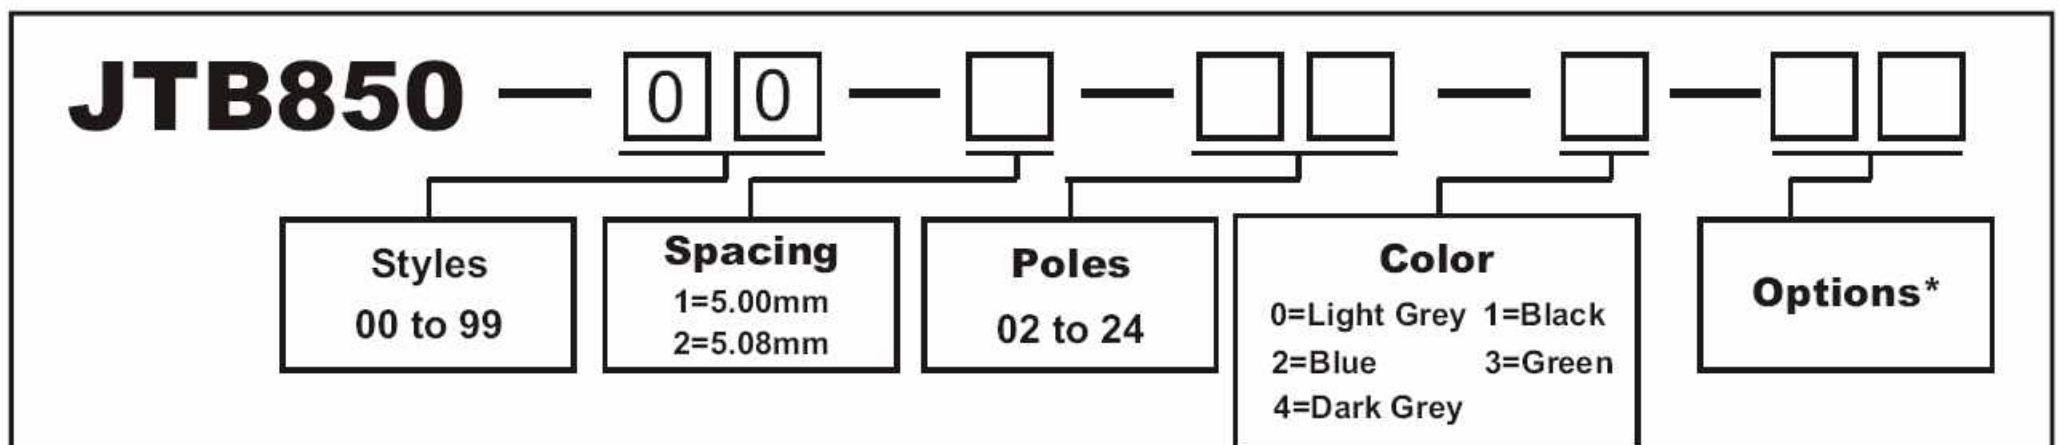 JTB850 — 0 0 — — — —
Styles
00 to 99
Spacing
1=5.00mm
2=5.08mm
Poles
02 to 24
Color
0=Light Grey 1=Black
2=Blue 3=Green
4=Dark Grey
Options*